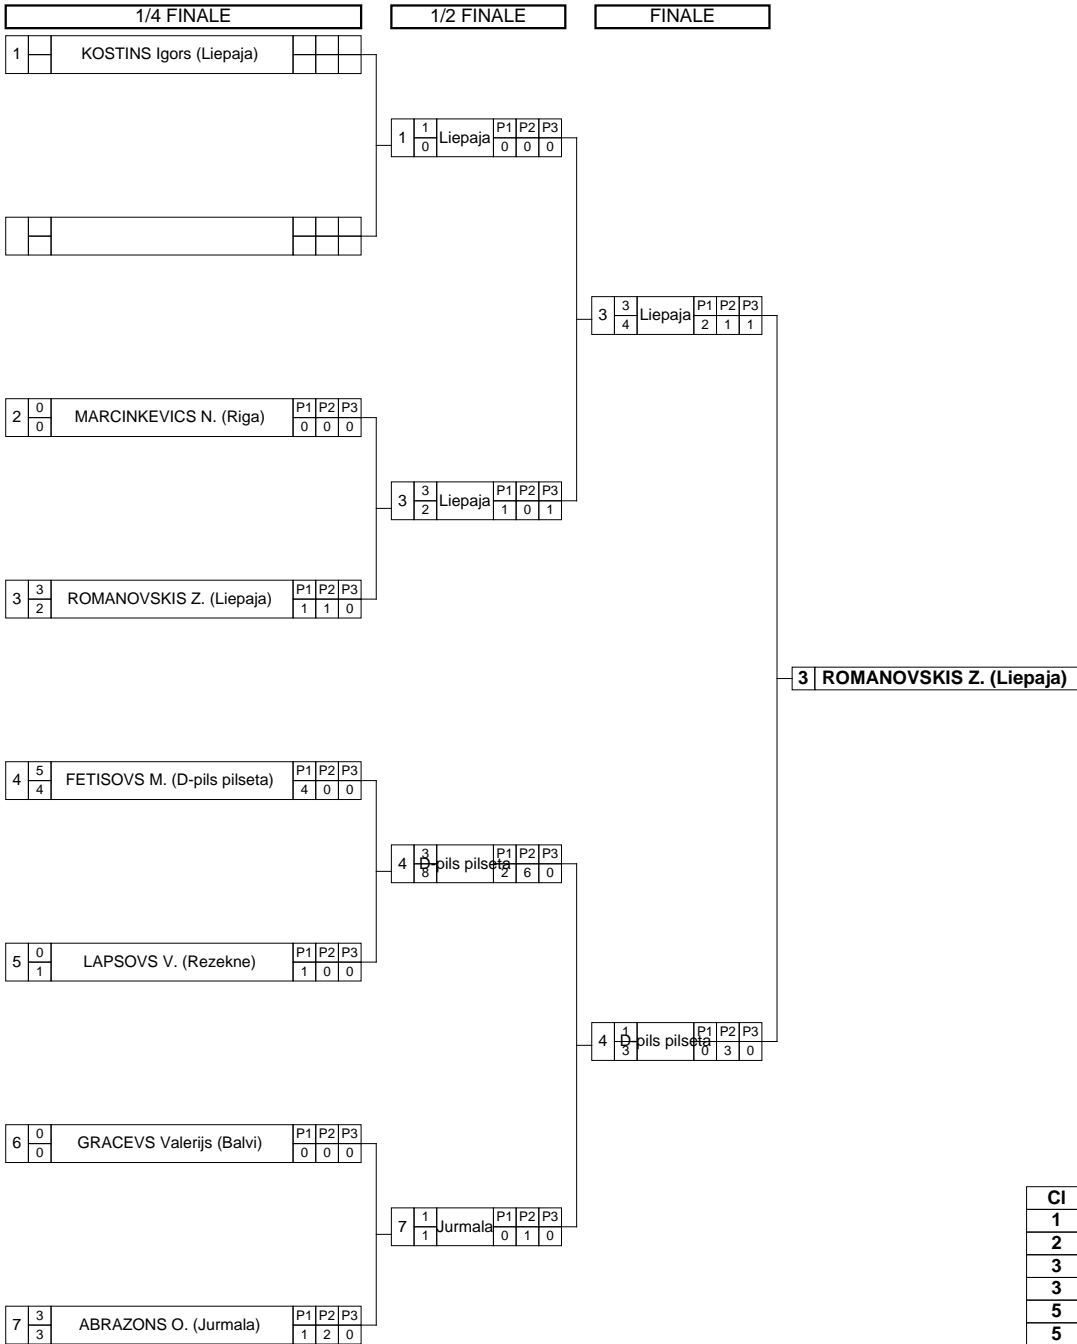 1/4 FINALE 1/2 FINALE FINALE
1 KOSTINS Igors (Liepaja)
1 1 Liepaja P1 P2 P3
0 0 0 0
3 3 Liepaja P1 P2 P3
4 2 1 1
2 0 MARCINKEVICS N. (Riga) P1 P2 P3
0 0 0 0
3 3 Liepaja P1 P2 P3
2 1 0 1
3 3 ROMANOVSKIS Z. (Liepaja) P1 P2 P3
2 1 1 0
3 ROMANOVSKIS Z. (Liepaja)
4 5 FETISOVS M. (D-pils pilseta) P1 P2 P3
4 4 0 0
4 3 D-pils pilseta P1 P2 P3
8 2 6 0
5 0 LAPSOVS V. (Rezekne) P1 P2 P3
1 1 0 0
4 1 D-pils pilseta P1 P2 P3
3 0 3 0
6 0 GRACEVS Valerijs (Balvi) P1 P2 P3
0 0 0 0
7 1 Jurmala P1 P2 P3
1 0 1 0
7 3 ABRAZONS O. (Jurmala) P1 P2 P3
3 1 2 0
Cl
1
2
3
3
5
5